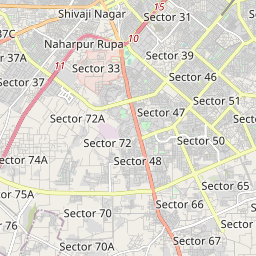 Shivaji Nagar
Sector 31
15
37C
10
Naharpur Rupa
Sector 39
Sector 37A
11
Sector 33
Sector 46
Sector 37
Sector 51
Sector 72A
Sector 47
Sector 50
Sector 72
Sector 74A
Sector 48
Sector 65
Sector 75A
Sector 66
Sector 70
76
Sector 67
Sector 70A